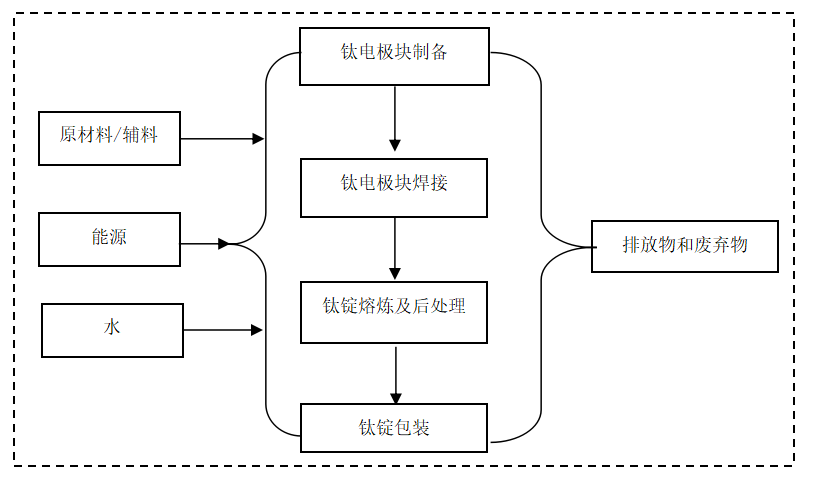 钛电极块制备
原材料/辅料
钛电极块焊接
能源
排放物和废弃物
钛锭熔炼及后处理
水
钛锭包装